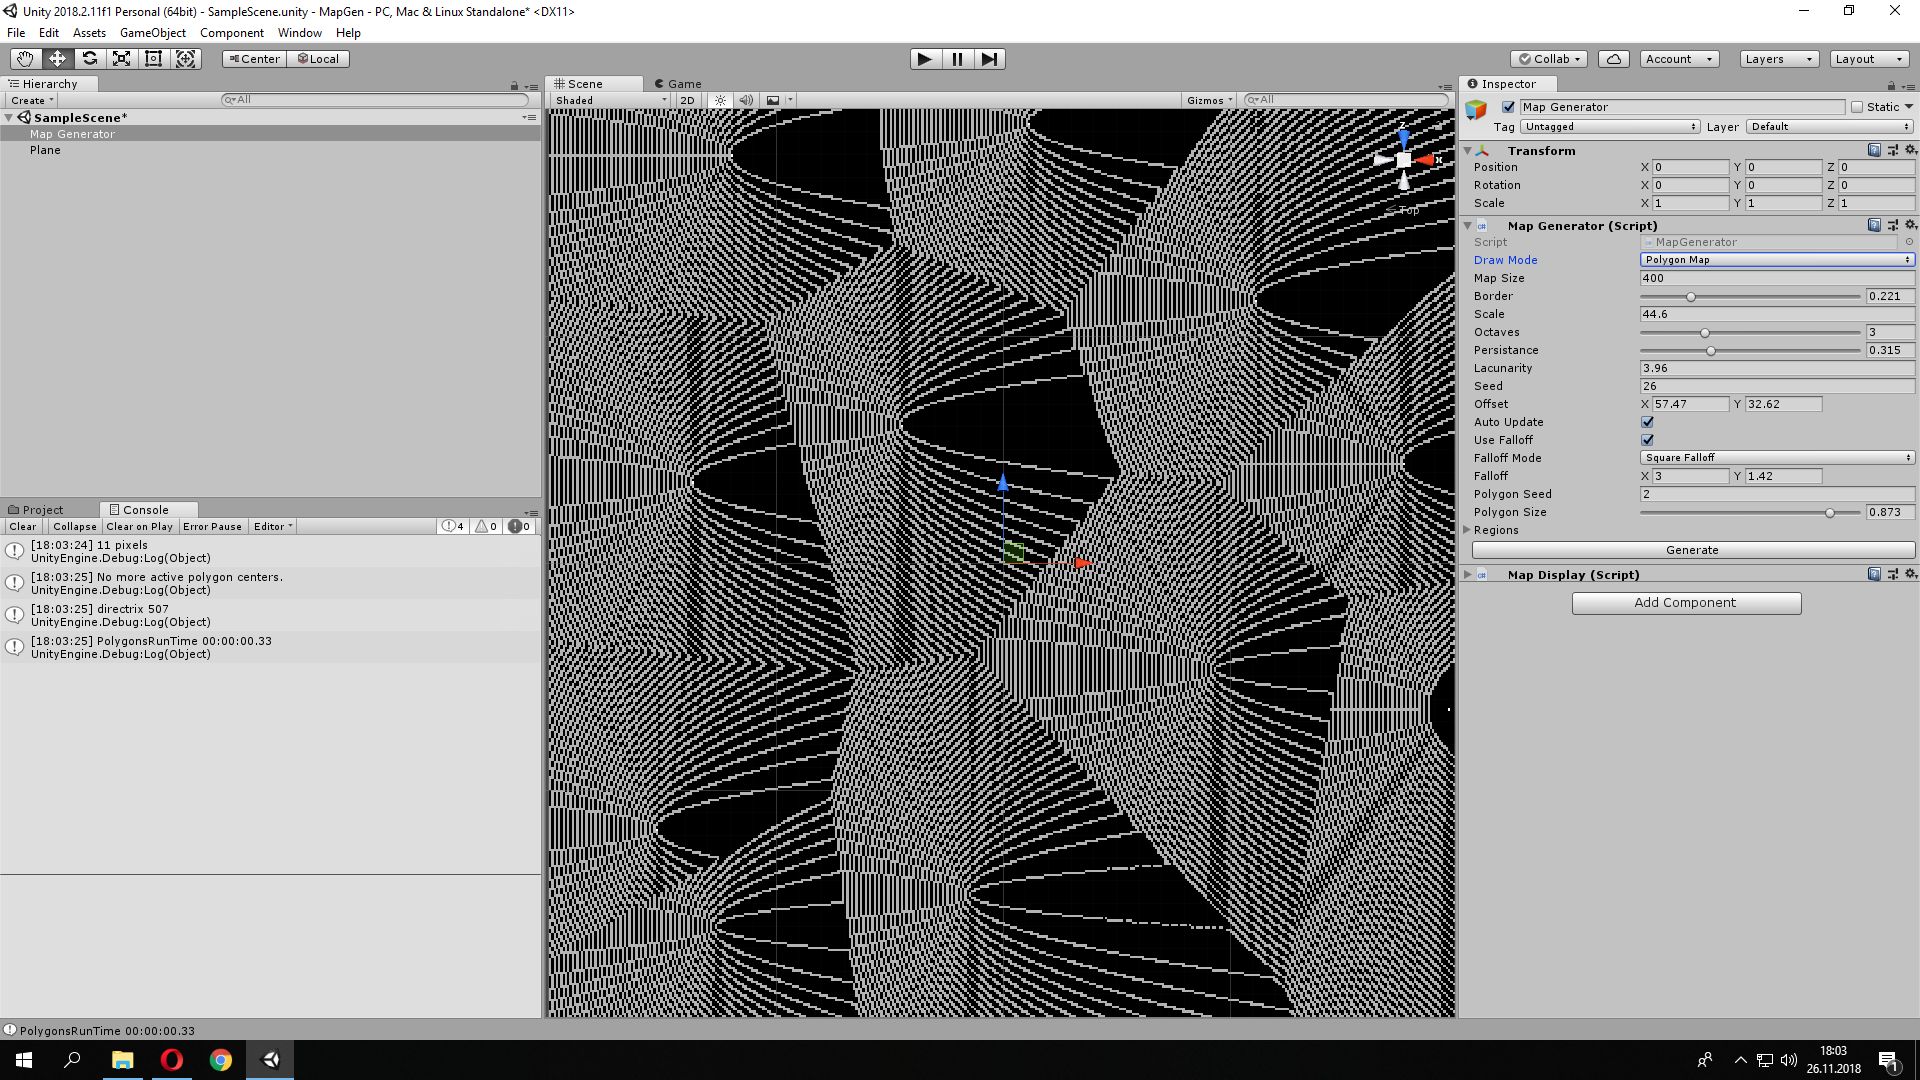 Unity 2018.2.11f1 Personal (64bit) - SampleScene.unity - MapGen - PC, Mac & Linux Standalone* <DX11>
File Edit Assets GameObject Component Window Help
Center Local Collab Account Layers Layout
Hierarchy
Create All
SampleScene*
Map Generator
Plane
Project Console
Clear Collapse Clear on Play Error Pause Editor 4 0 0
[18:03:24] 11 pixels
UnityEngine.Debug:Log(Object)
[18:03:25] No more active polygon centers.
UnityEngine.Debug:Log(Object)
[18:03:25] directrix 507
UnityEngine.Debug:Log(Object)
[18:03:25] PolygonsRunTime 00:00:00.33
UnityEngine.Debug:Log(Object)
Scene Game
Shaded 2D Gizmos All
z
x
Top
Inspector
Map Generator Static
Tag Untagged Layer Default
Transform
Position X 0 Y 0 Z 0
Rotation X 0 Y 0 Z 0
Scale X 1 Y 1 Z 1
Map Generator (Script)
Script MapGenerator
Draw Mode Polygon Map
Map Size 400
Border 0.221
Scale 44.6
Octaves 3
Persistance 0.315
Lacunarity 3.96
Seed 26
Offset X 57.47 Y 32.62
Auto Update
Use Falloff
Falloff Mode Square Falloff
Falloff X 3 Y 1.42
Polygon Seed 2
Polygon Size 0.873
Regions
Generate
Map Display (Script)
Add Component
PolygonsRunTime 00:00:00.33
18:03
26.11.2018
1